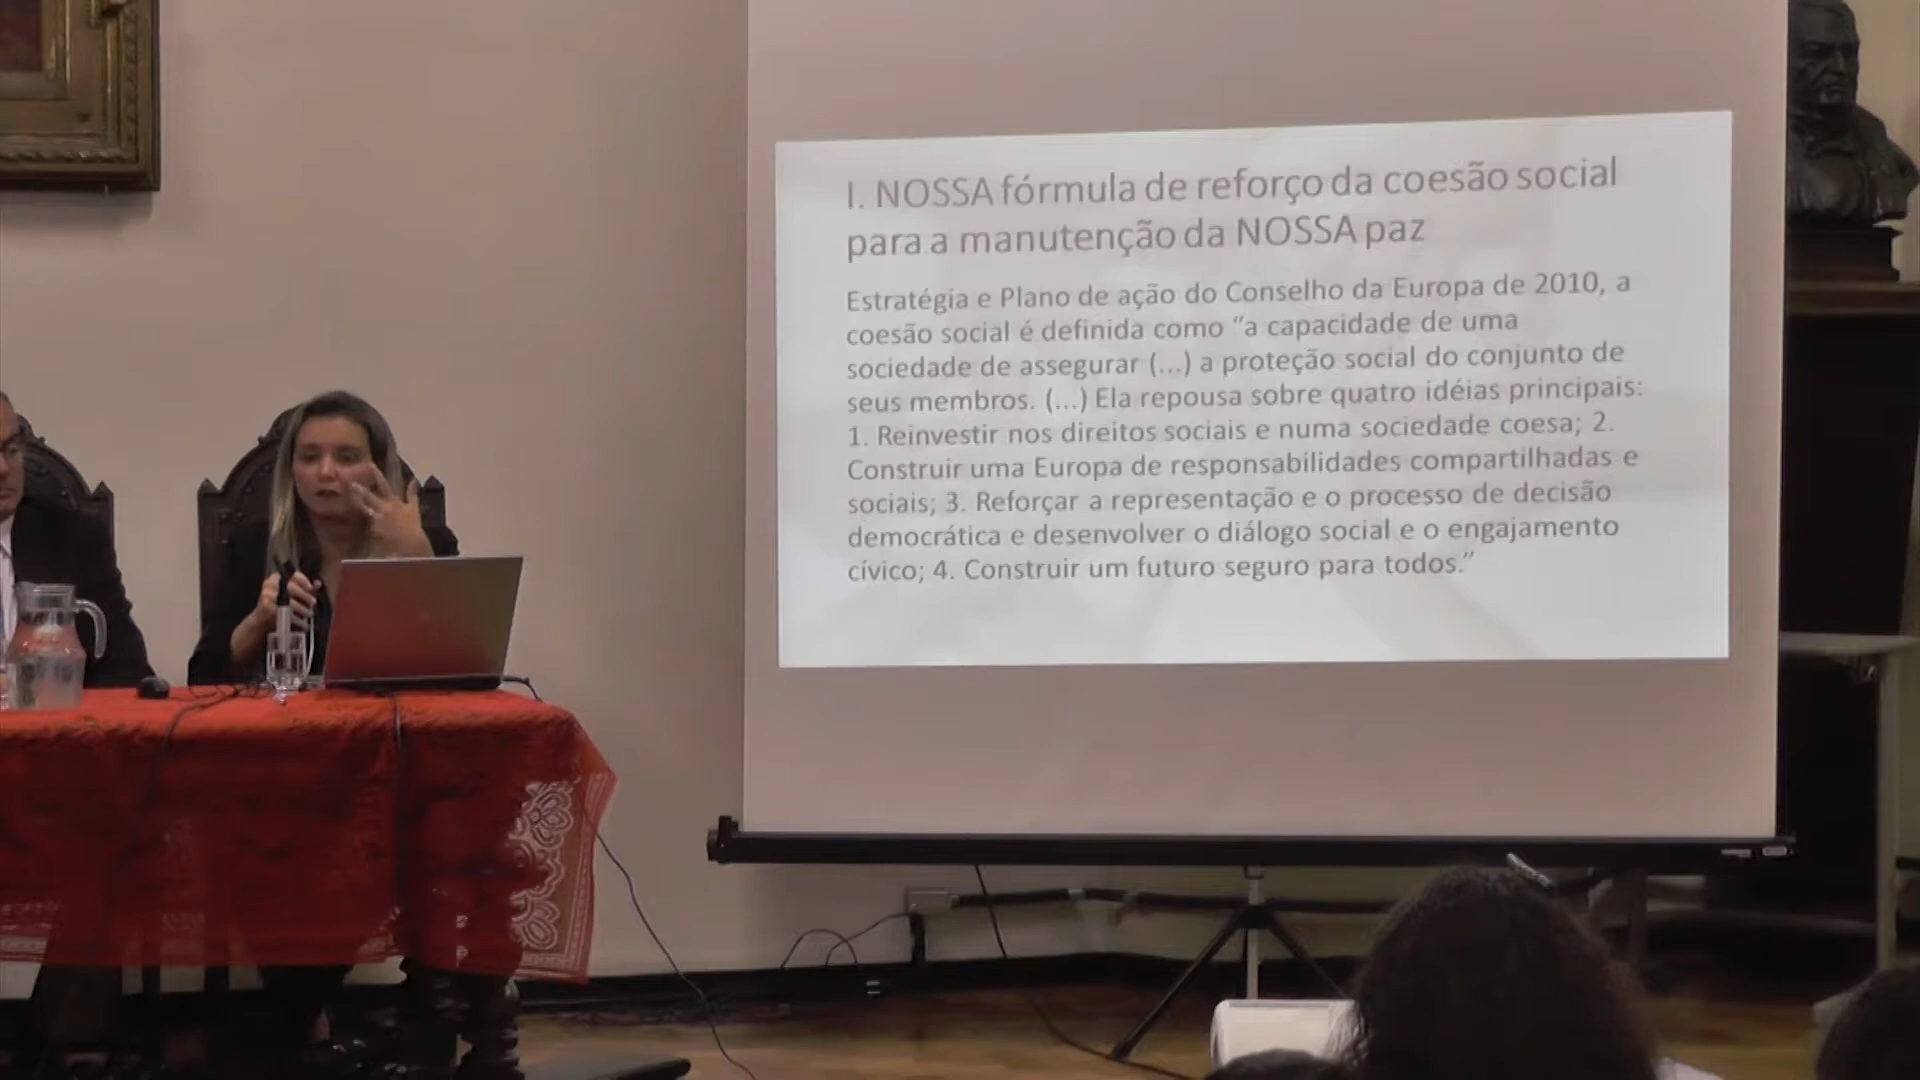 I. NOSSA fórmula de reforço da coesão social
para a manutenção da NOSSA paz
Estratégia e Plano de ação do Conselho da Europa de 2010, a
coesão social é definida como “a capacidade de uma
sociedade de assegurar (...) a proteção social do conjunto de
seus membros. (...) Ela repousa sobre quatro idéias principais:
1. Reinvestir nos direitos sociais e numa sociedade coesa; 2.
Construir uma Europa de responsabilidades compartilhadas e
sociais; 3. Reforçar a representação e o processo de decisão
democrática e desenvolver o diálogo social e o engajamento
cívico; 4. Construir um futuro seguro para todos.”